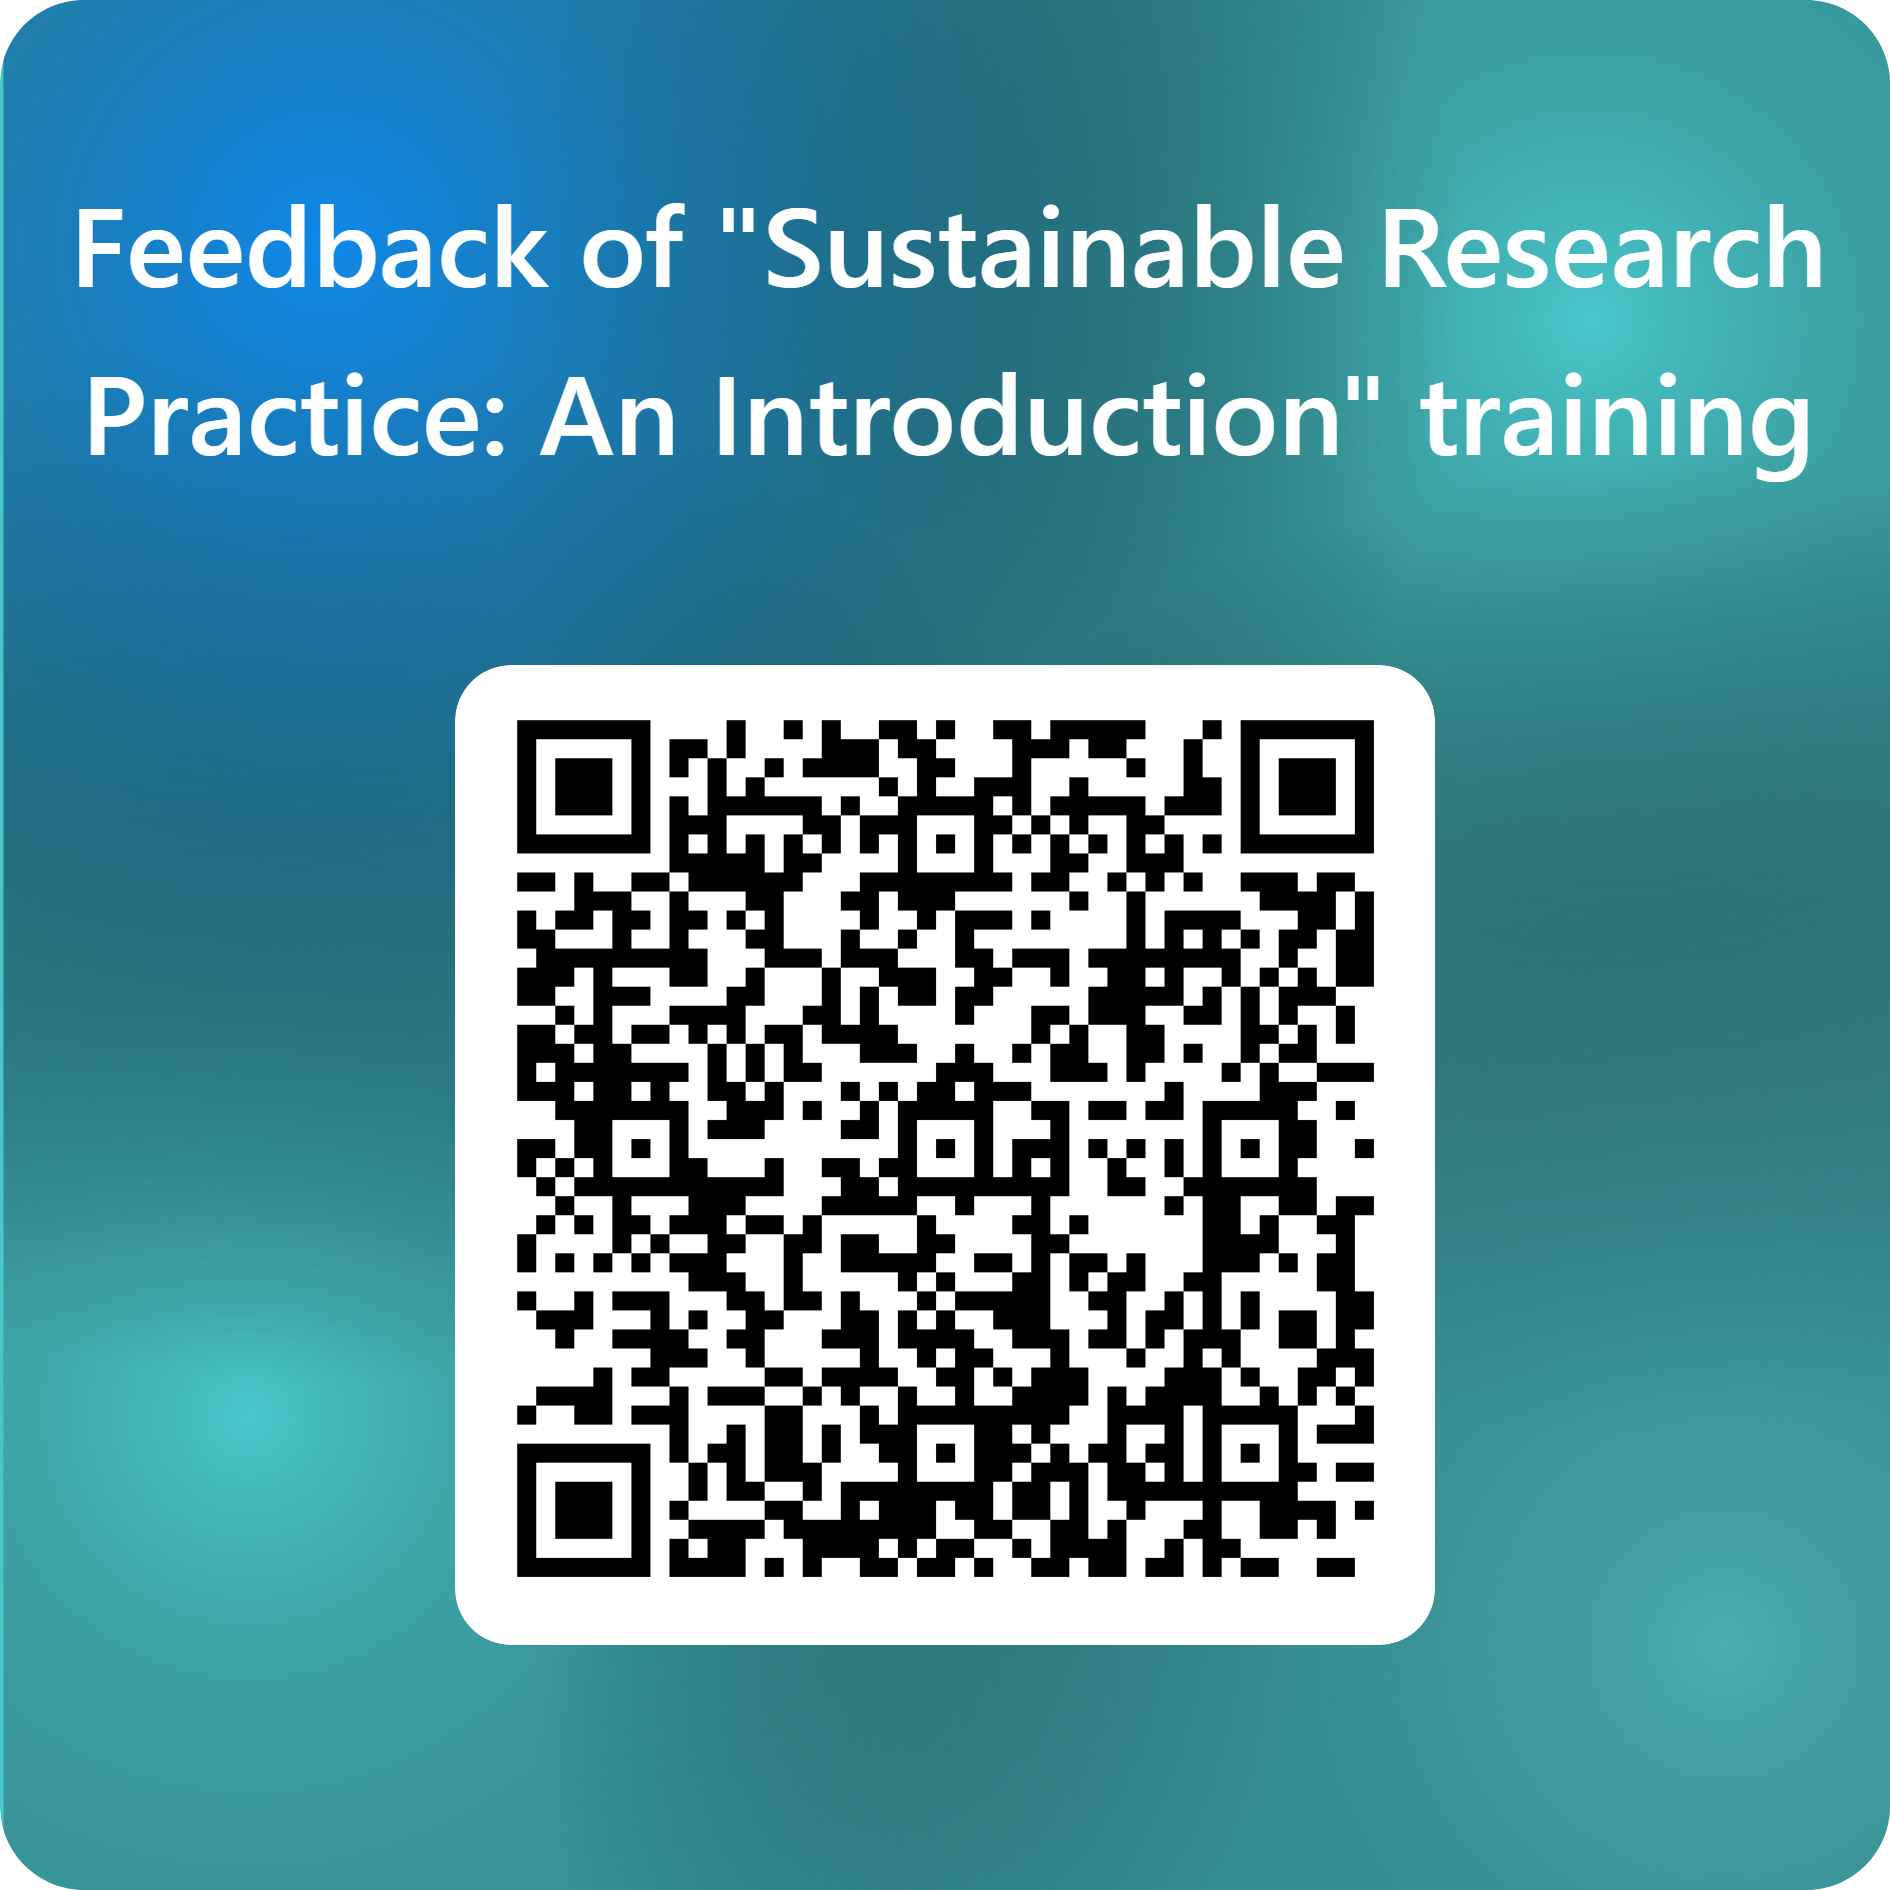 Feedback of "Sustainable Research
Practice: An Introduction" training